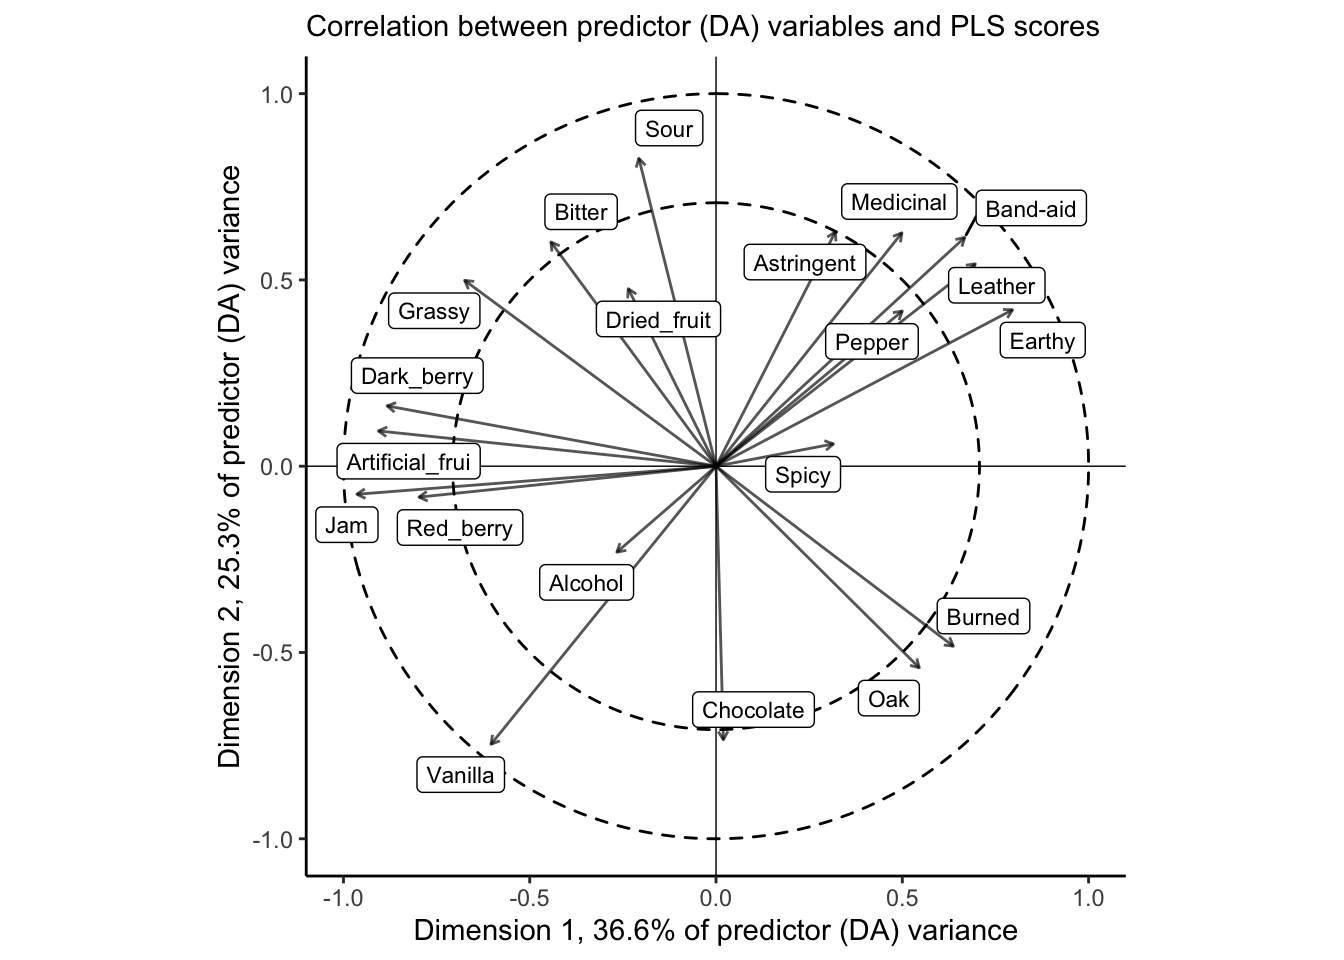 Correlation between predictor (DA) variables and PLS scores
Dimension 2, 25.3% of predictor (DA) variance
1.0
0.5
0.0
-0.5
-1.0
Sour
Medicinal
Band-aid
Bitter
Astringent
Leather
Grassy
Dried_fruit
Pepper
Earthy
Dark_berry
Artificial_frui
Spicy
Jam
Red_berry
Alcohol
Burned
Oak
Chocolate
Vanilla
-1.0
-0.5
0.0
0.5
1.0
Dimension 1, 36.6% of predictor (DA) variance